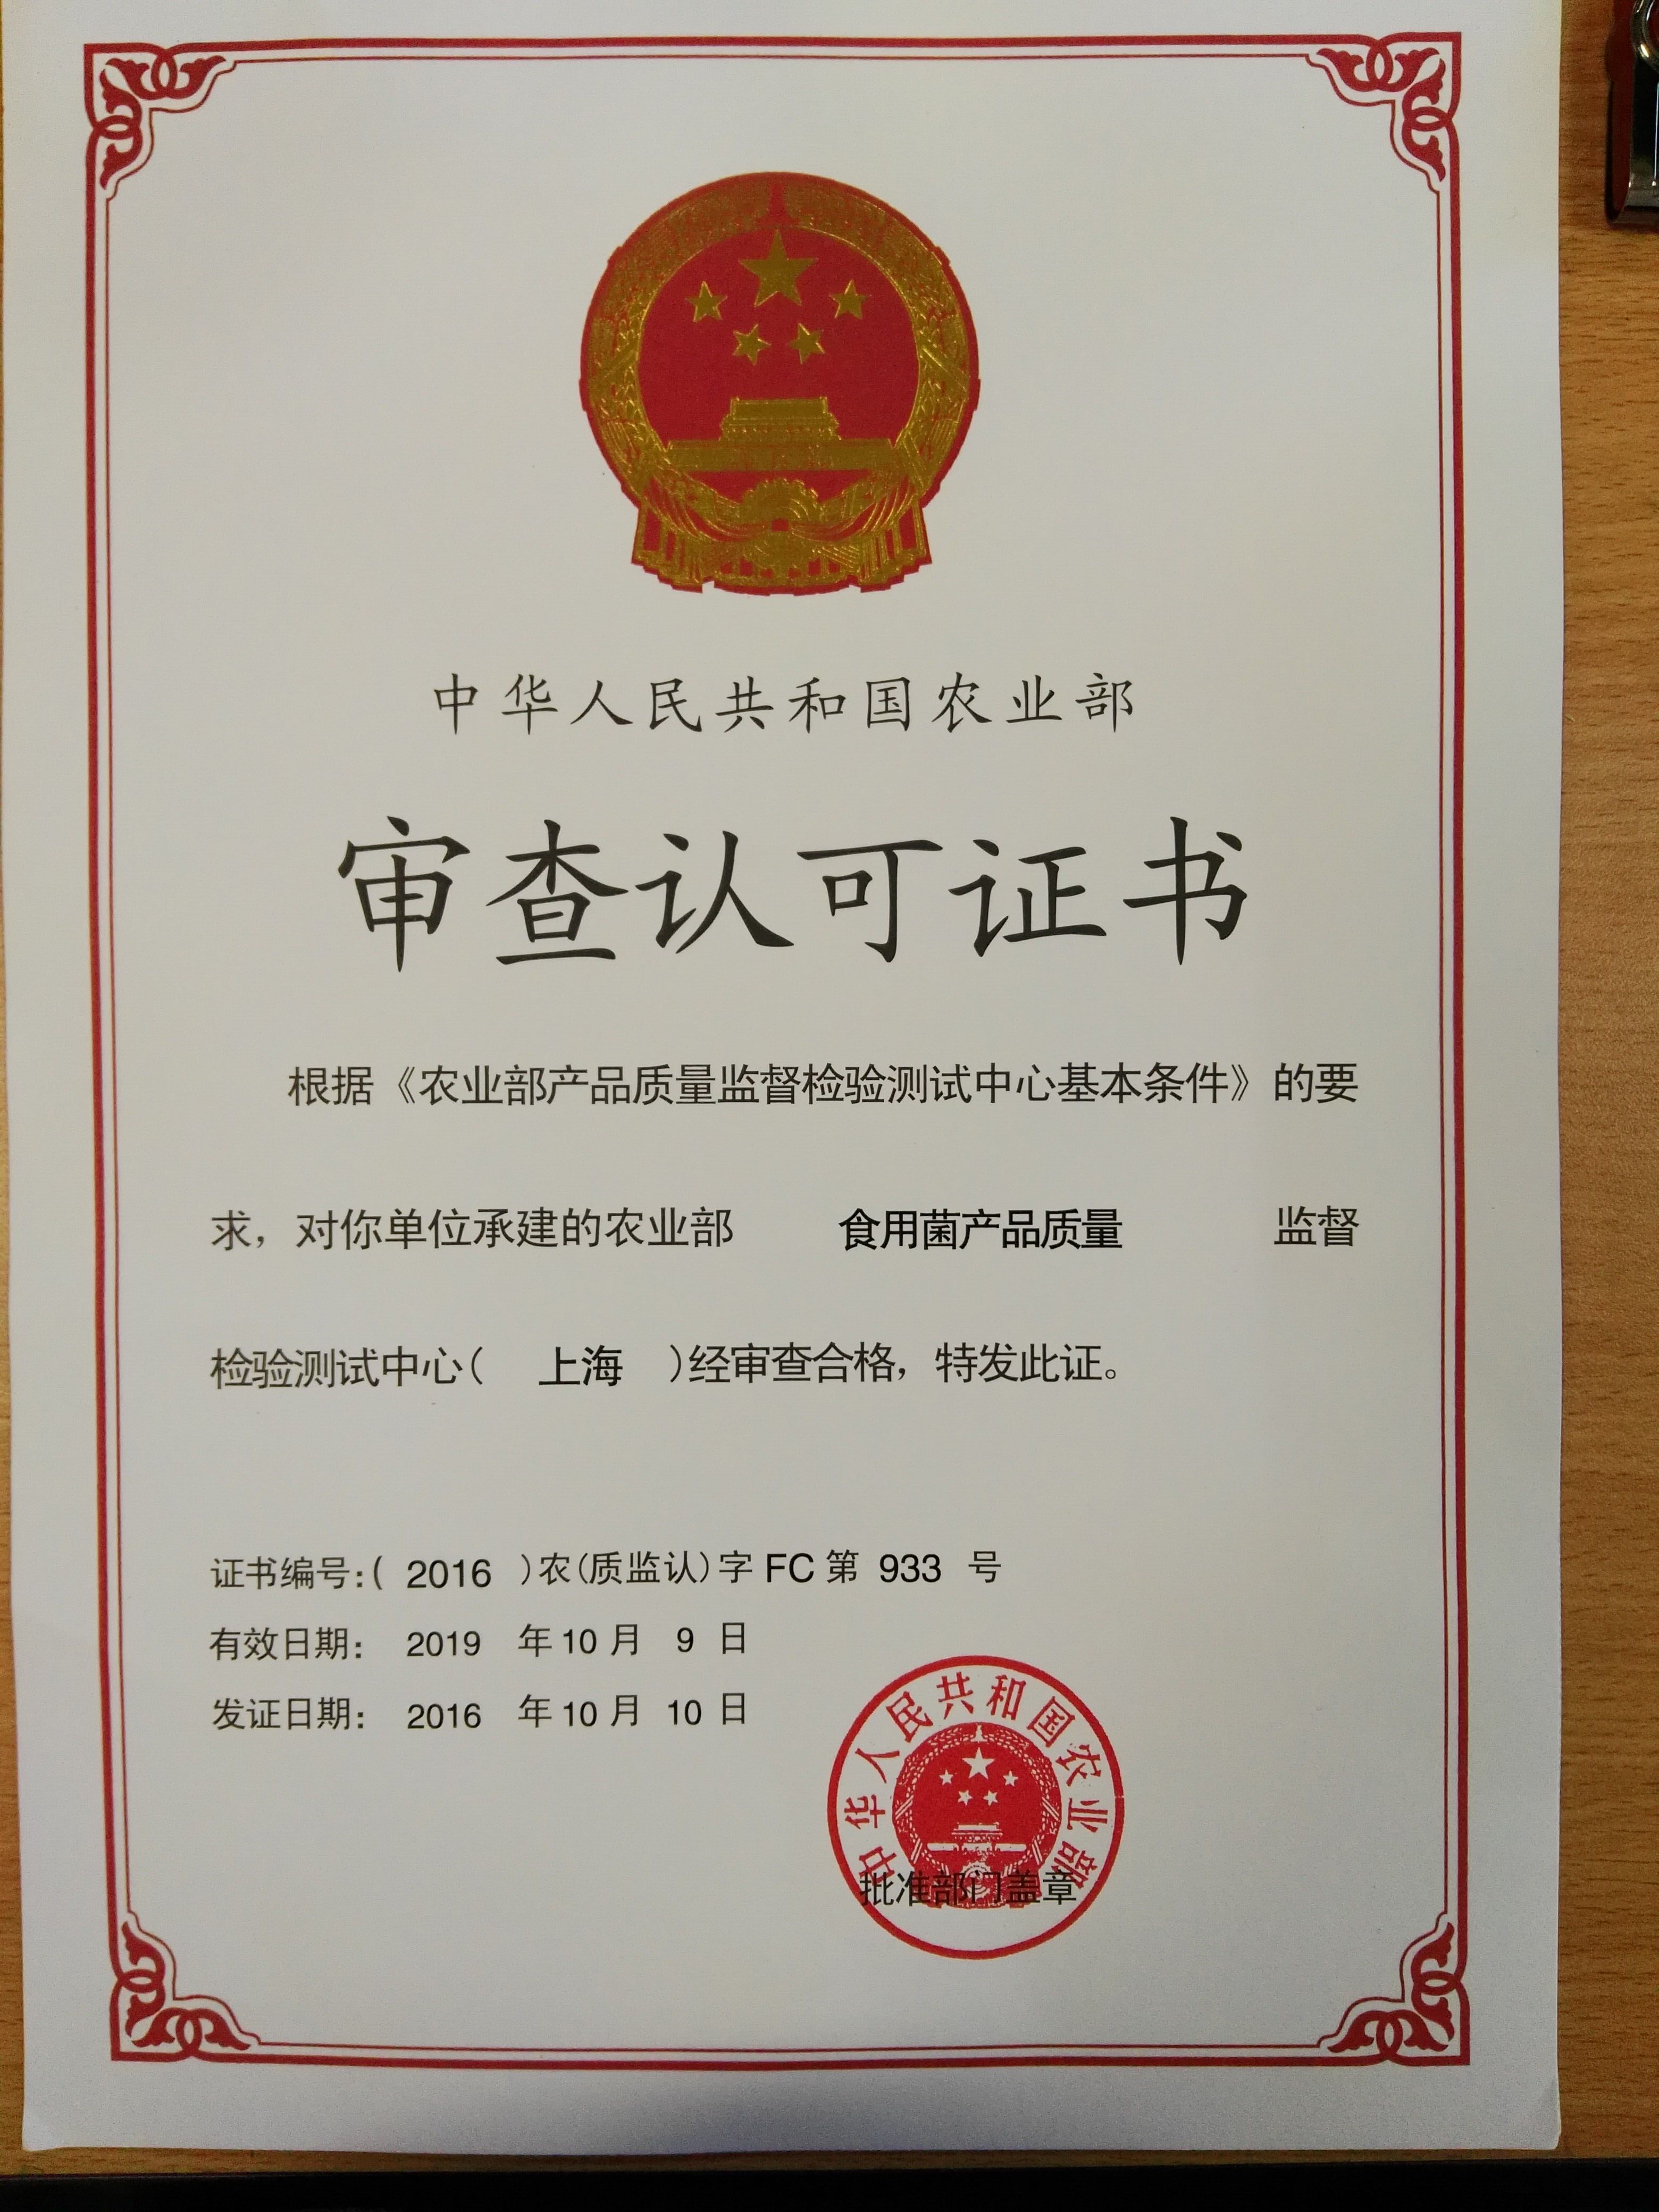 中华人民共和国农业部
审查认可证书
根据《农业部产品质量监督检验测试中心基本条件》的要
求，对你单位承建的农业部 食用菌产品质量 监督
检验测试中心( 上海 )经审查合格，特发此证。
证书编号:( 2016 )农(质监认)字 FC 第 933 号
有效日期: 2019 年 10 月 9 日
发证日期: 2016 年 10 月 10 日
中华人民共和国农业部
批准部门盖章